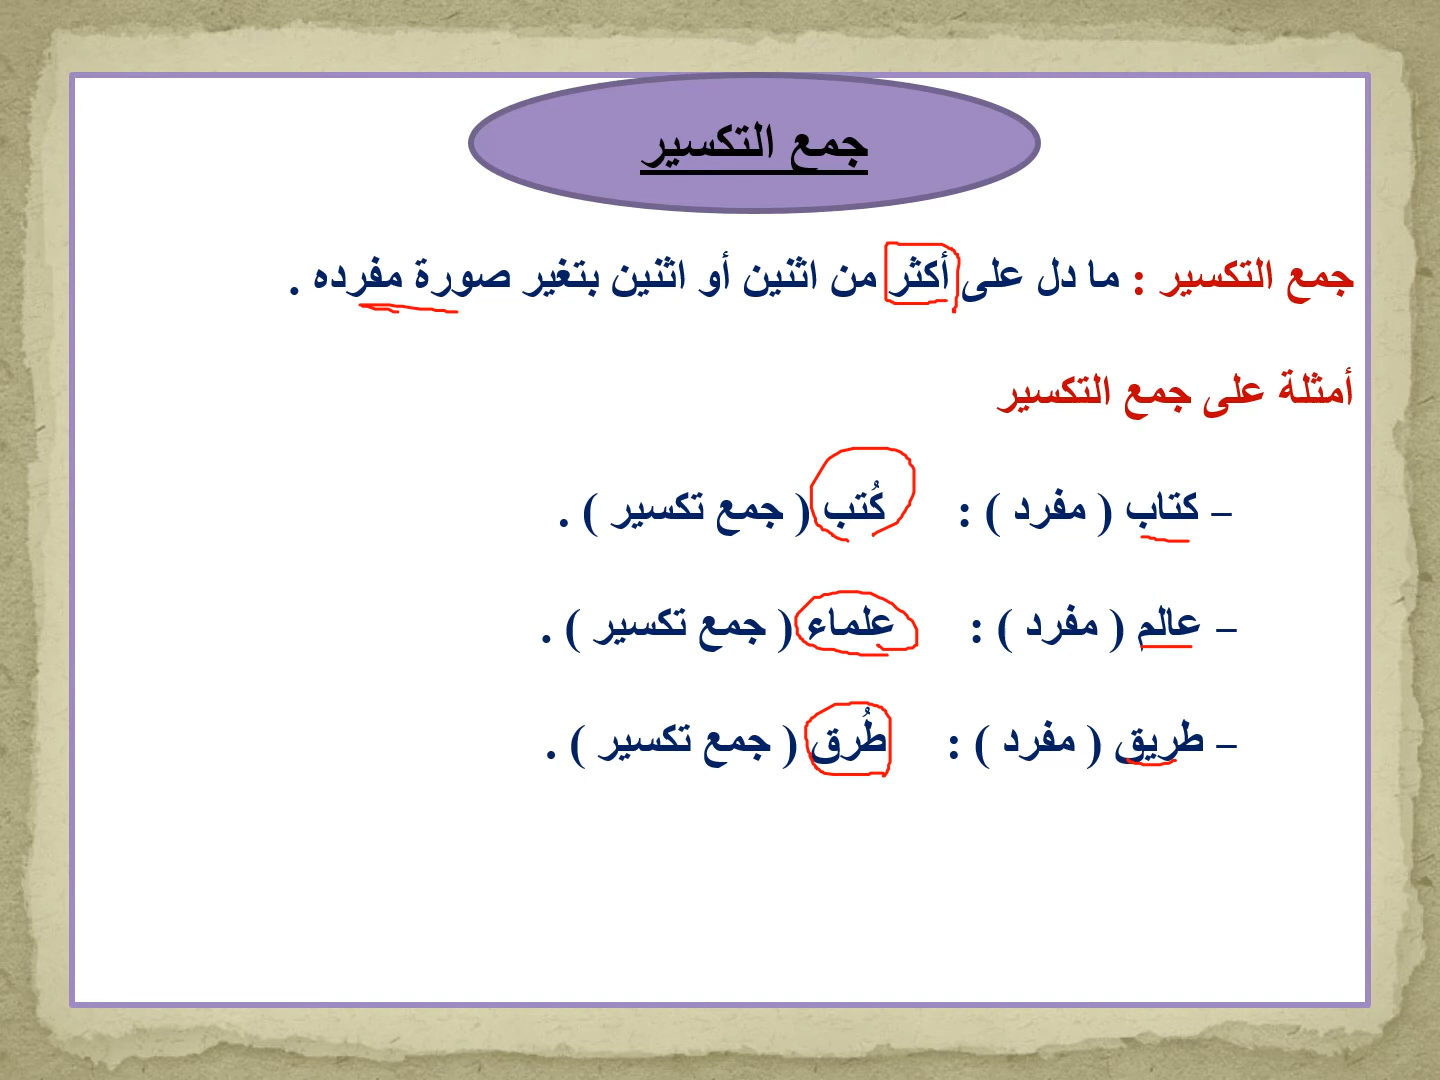 جمع التكسير
جمع التكسير : ما دل على أكثر من اثنين أو اثنين بتغير صورة مفرده .
أمثلة على جمع التكسير
– كتاب ( مفرد ) : كُتب ( جمع تكسير ) .
– عالم ( مفرد ) : علماء ( جمع تكسير ) .
– طريق ( مفرد ) : طُرق ( جمع تكسير ) .